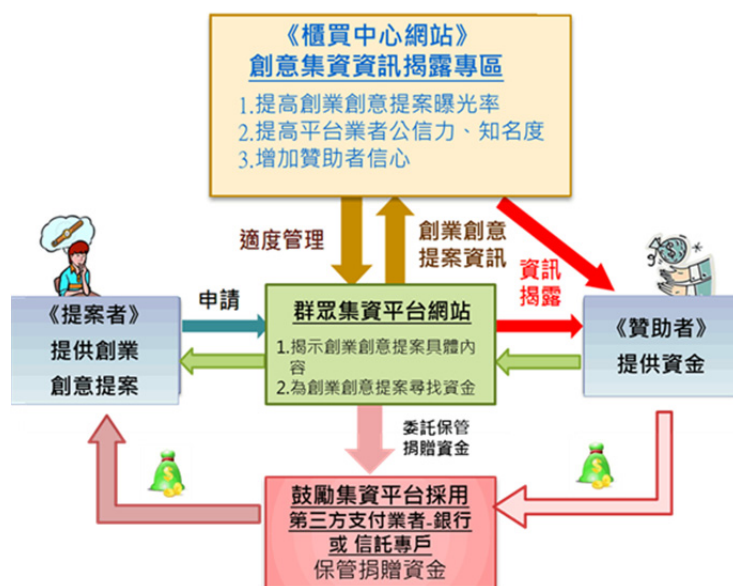 《櫃買中心網站》
創意集資資訊揭露專區
1.提高創業創意提案曝光率
2.提高平台業者公信力、知名度
3.增加贊助者信心
適度管理
創業創意
提案資訊
資訊
揭露
申請
《提案者》
提供創業
創意提案
群眾集資平台網站
1.揭示創業創意提案具體內
容
2.為創業創意提案尋找資金
《贊助者》
提供資金
委託保管
捐贈資金
鼓勵集資平台採用
第三方支付業者-銀行
或 信託專戶
保管捐贈資金